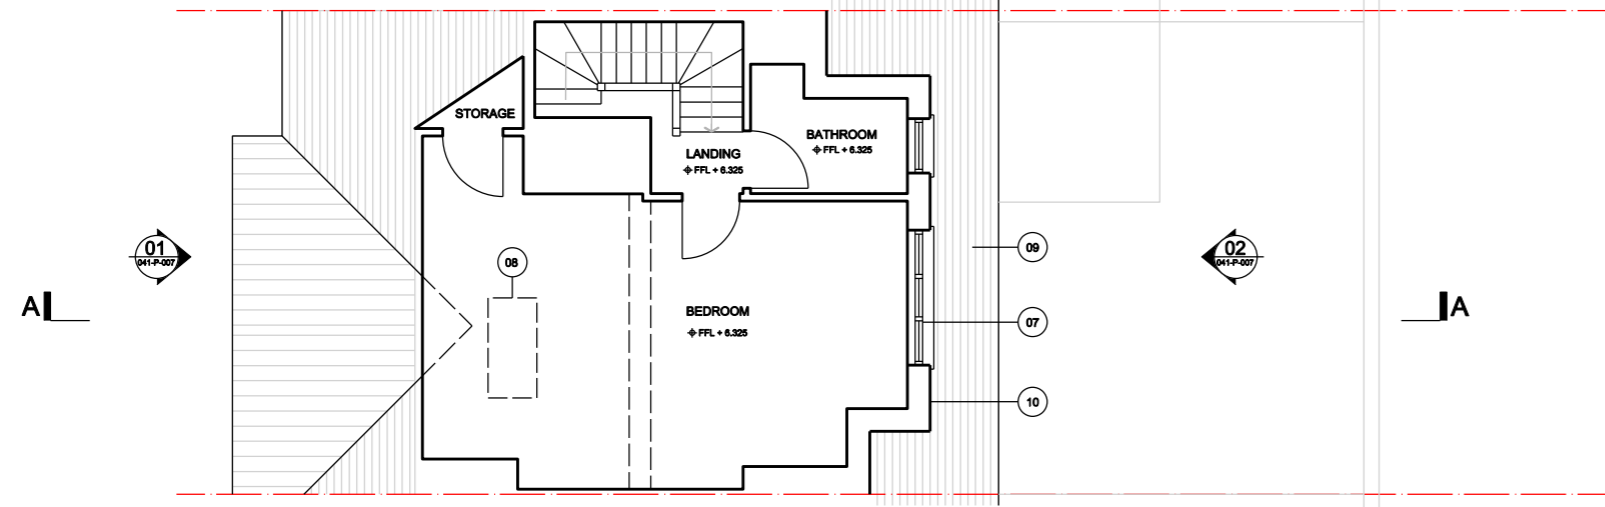 STORAGE
BATHROOM
FFL + 6.325
LANDING
FFL + 6.325
01
041-P-007
08
09
02
041-P-007
A
BEDROOM
FFL + 6.325
07
A
10